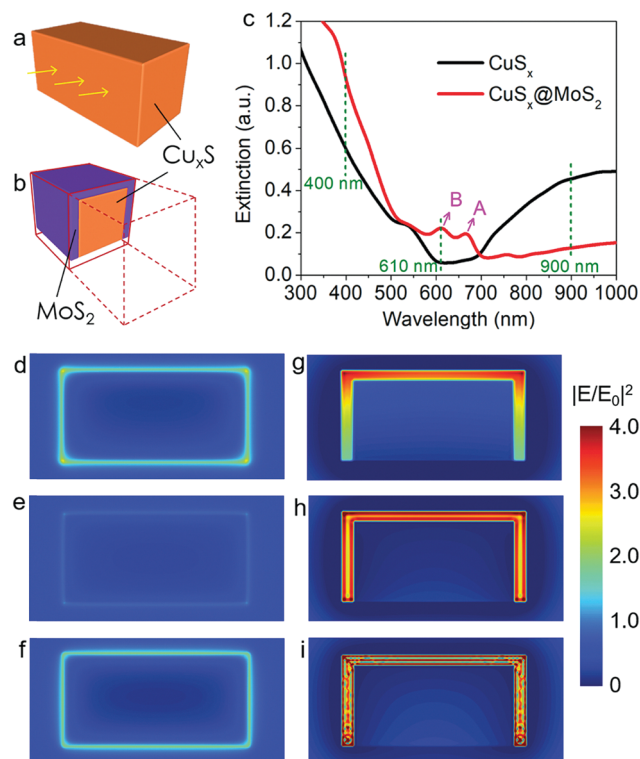 a
Cu_xS
b
MoS₂
c
Extinction (a.u.)
1.2
1.0
0.8
0.6
0.4
0.2
0.0
CuSₓ
CuSₓ@MoS₂
400 nm
B
A
610 nm
900 nm
300 400 500 600 700 800 900 1000
Wavelength (nm)
d
g
e
h
f
i
|E/E₀|²
4.0
3.0
2.0
1.0
0